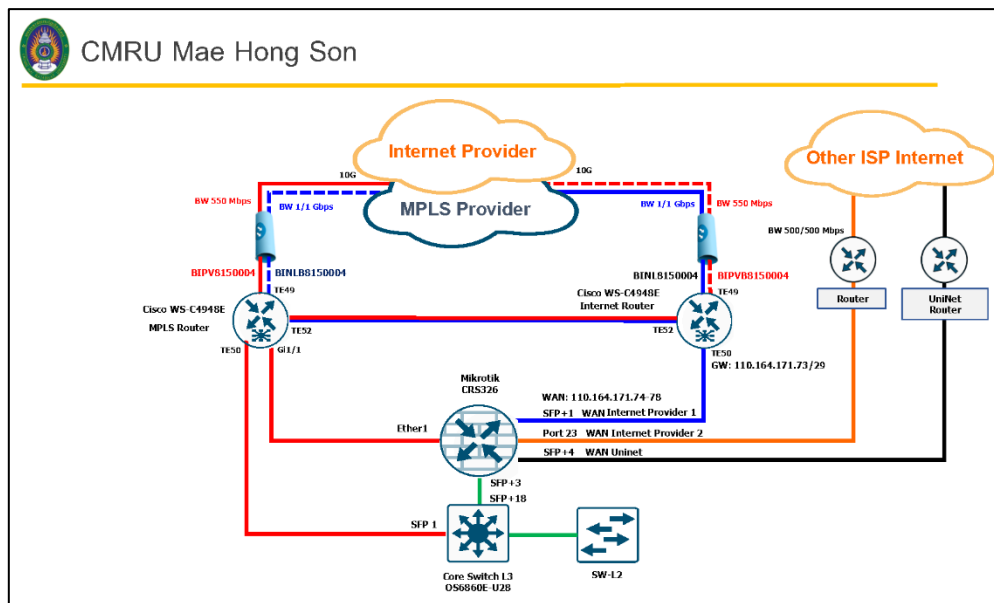 CMRU Mae Hong Son
Internet Provider
MPLS Provider
Other ISP Internet
10G
10G
BW 550 Mbps
BW 1/1 Gbps
BW 1/1 Gbps
BW 550 Mbps
BW 500/500 Mbps
BIPV8150004
BINLB8150004
BINL8150004
BIPVB8150004
TE49
TE49
Cisco WS-C4948E
MPLS Router
Cisco WS-C4948E
Internet Router
Router
UniNet
Router
TE52
TE52
TE50
Gi1/1
TE50
GW: 110.164.171.73/29
Mikrotik
CRS326
WAN: 110.164.171.74-78
SFP+1 WAN Internet Provider 1
Ether1
Port 23 WAN Internet Provider 2
SFP+4 WAN Uninet
SFP+3
SFP+18
SFP 1
Core Switch L3
OS6860E-U28
SW-L2